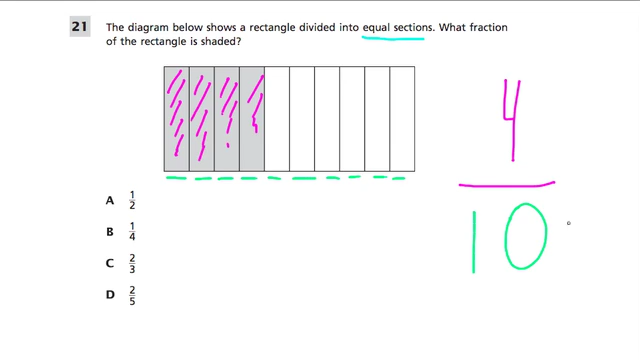 21 The diagram below shows a rectangle divided into equal sections. What fraction
of the rectangle is shaded?
4
10
A 1/2
B 1/4
C 2/3
D 2/5